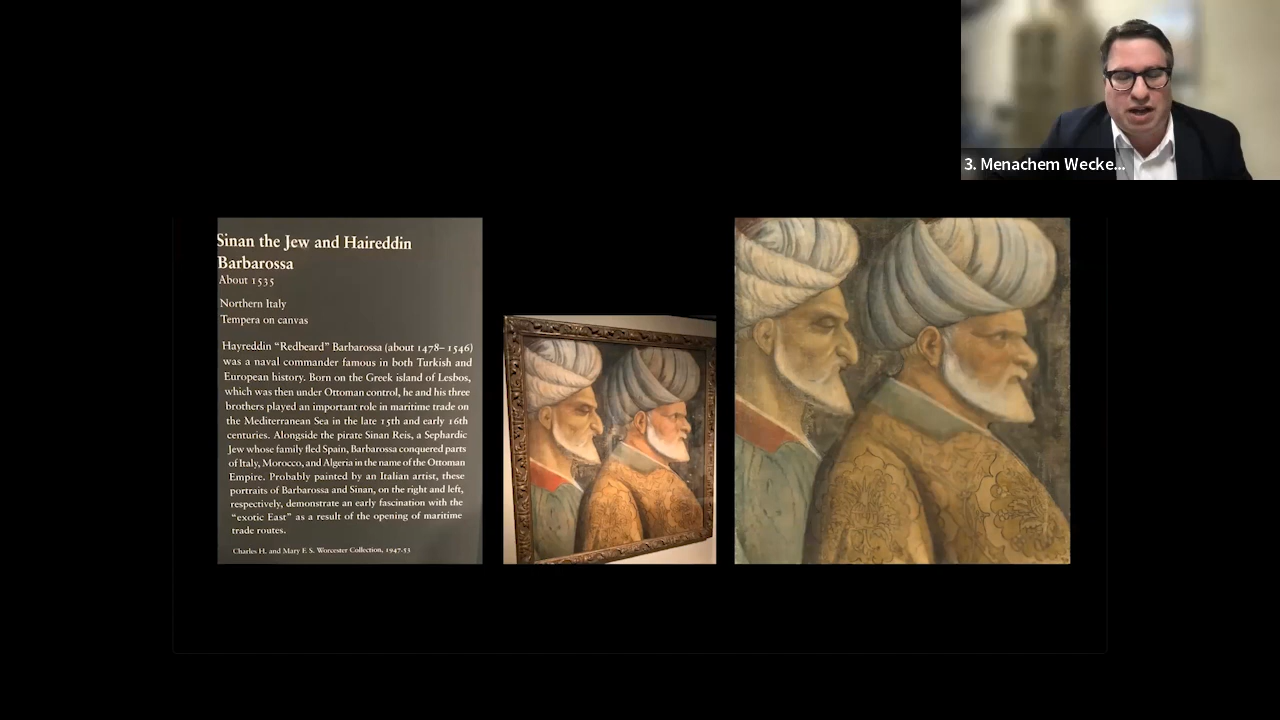 3. Menachem Wecke...
Sinan the Jew and Haireddin
Barbarossa
About 1535
Northern Italy
Tempera on canvas
Hayreddin “Redbeard” Barbarossa (about 1478–1546)
was a naval commander famous in both Turkish and
European history. Born on the Greek island of Lesbos,
which was then under Ottoman control, he and his three
brothers played an important role in maritime trade on
the Mediterranean Sea in the late 15th and early 16th
centuries. Alongside the pirate Sinan Reis, a Sephardic
Jew whose family fled Spain, Barbarossa conquered parts
of Italy, Morocco, and Algeria in the name of the Ottoman
Empire. Probably painted by an Italian artist, these
portraits of Barbarossa and Sinan, on the right and left,
respectively, demonstrate an early fascination with the
“exotic East” as a result of the opening of maritime
trade routes.
Charles H. and Mary F. S. Worcester Collection, 1947.53